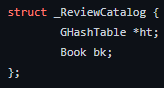 struct _ReviewCatalog {
        GHashTable *ht;
        Book bk;
};